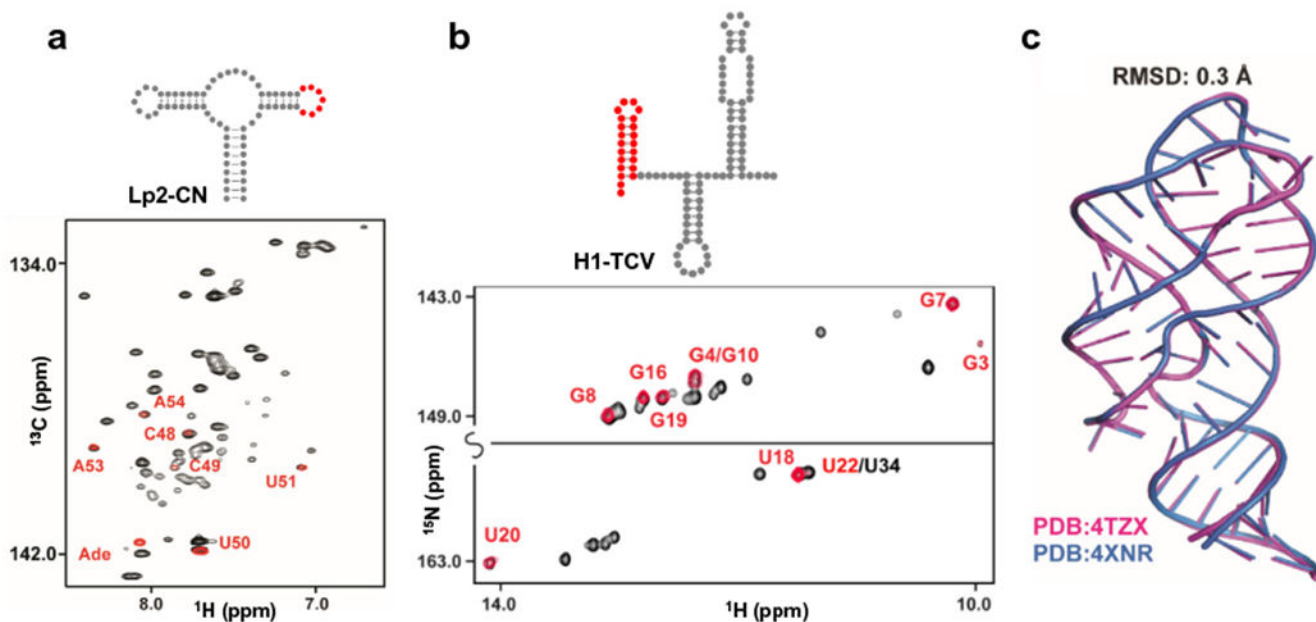 a
b
c
Lp2-CN
H1-TCV
RMSD: 0.3 Å
134.0
142.0
¹³C (ppm)
A54
C48
A53
C49
U51
Ade
U50
8.0
7.0
¹H (ppm)
143.0
149.0
163.0
¹⁵N (ppm)
G7
G3
G4/G10
G16
G8
G19
U18
U22/U34
U20
14.0
10.0
¹H (ppm)
PDB:4TZX
PDB:4XNR